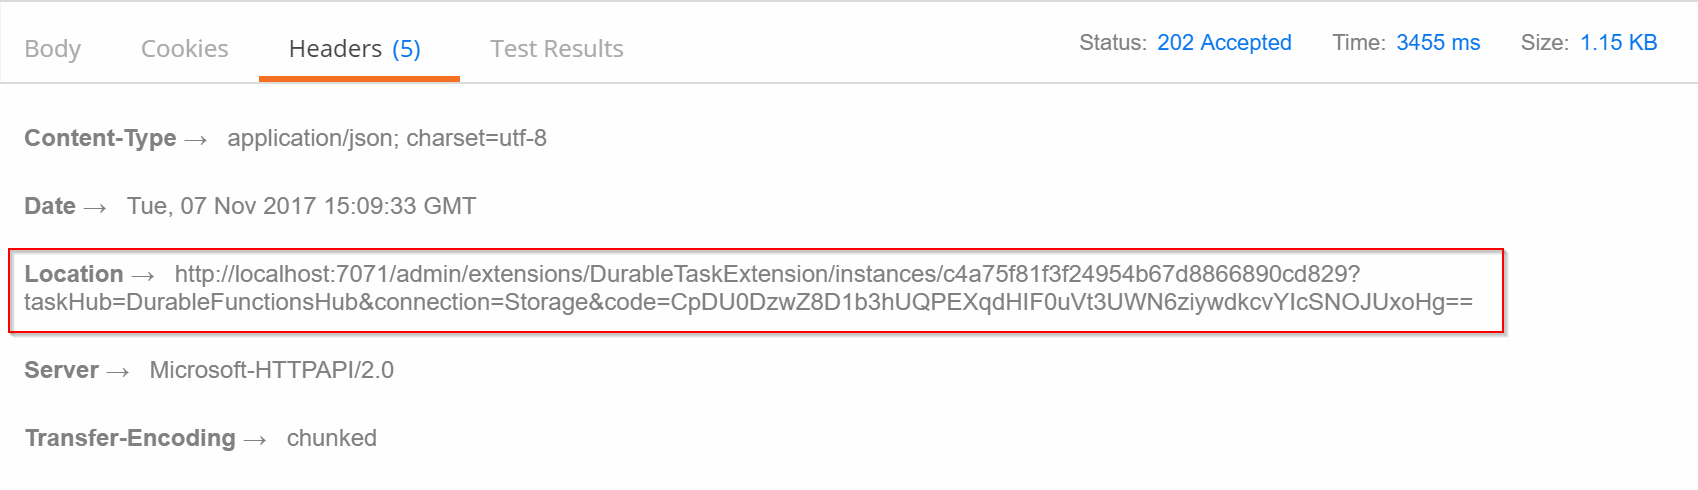 Body Cookies Headers (5) Test Results Status: 202 Accepted Time: 3455 ms Size: 1.15 KB
Content-Type → application/json; charset=utf-8
Date → Tue, 07 Nov 2017 15:09:33 GMT
Location → http://localhost:7071/admin/extensions/DurableTaskExtension/instances/c4a75f81f3f24954b67d8866890cd829?
taskHub=DurableFunctionsHub&connection=Storage&code=CpDU0DzwZ8D1b3hUQPEXqdHIF0uVt3UWN6ziywdkcvYIcSNOJUxoHg==
Server → Microsoft-HTTPAPI/2.0
Transfer-Encoding → chunked